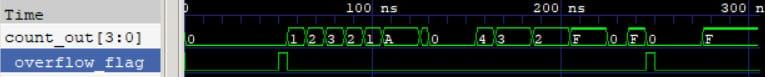 Time
0 100 ns 200 ns 300 n
count_out[3:0] 0 1 2 3 2 1 A 0 4 3 2 F 0 F 0 F
overflow_flag